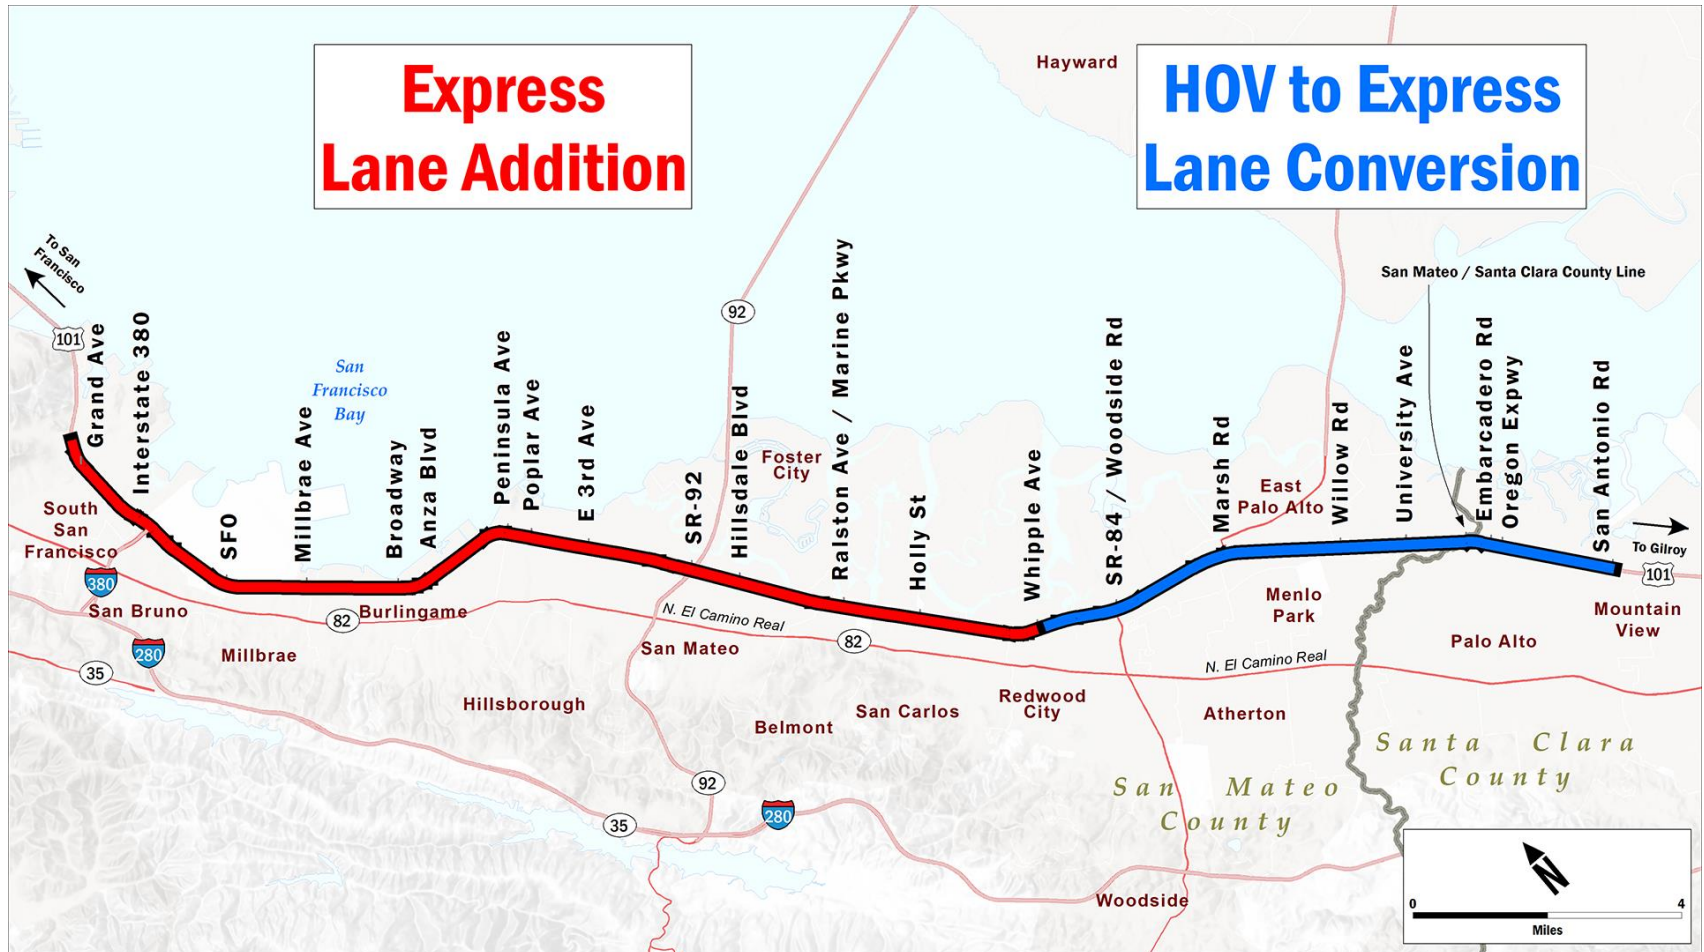 Express
Lane Addition
HOV to Express
Lane Conversion
Hayward
To San
Francisco
101
San
Francisco
Bay
92
San Mateo / Santa Clara County Line
Grand Ave
Interstate 380
SFO
Millbrae Ave
Broadway
Anza Blvd
Peninsula Ave
Poplar Ave
E 3rd Ave
SR-92
Hillsdale Blvd
Ralston Ave / Marine Pkwy
Holly St
Whipple Ave
SR-84 / Woodside Rd
Marsh Rd
Willow Rd
University Ave
Embarcadero Rd
Oregon Expwy
San Antonio Rd
Foster
City
East
Palo Alto
To Gilroy
101
South
San
Francisco
380
San Bruno
82
Burlingame
N. El Camino Real
82
Menlo
Park
Mountain
View
280
Millbrae
35
San Mateo
Palo Alto
N. El Camino Real
Hillsborough
Belmont
San Carlos
Redwood
City
Atherton
Santa Clara
County
San Mateo
County
92
280
35
Woodside
N
0
4
Miles